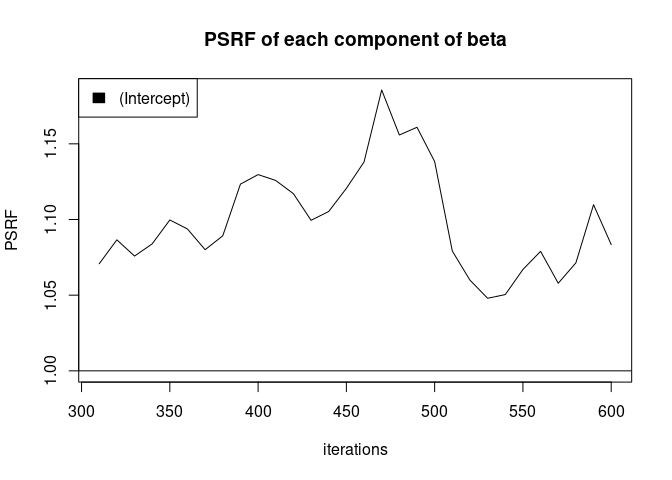 PSRF of each component of beta
(Intercept)
PSRF
1.15
1.10
1.05
1.00
300 350 400 450 500 550 600
iterations